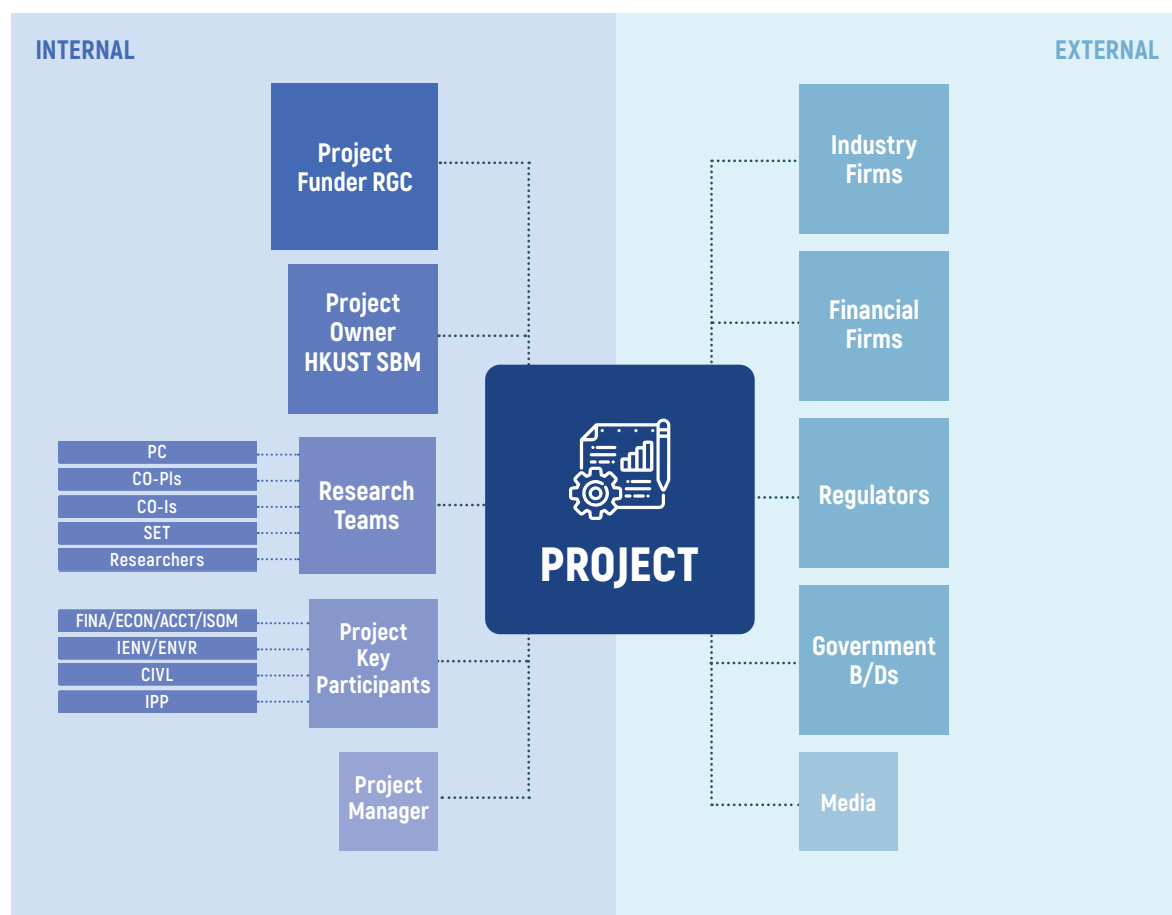 INTERNAL
Project
Funder RGC
Project
Owner
HKUST SBM
PC
CO-PIs
CO-Is
SET
Researchers
Research
Teams
FINA/ECON/ACCT/ISOM
IENV/ENVR
CIVL
IPP
Project
Key
Participants
Project
Manager
PROJECT
EXTERNAL
Industry
Firms
Financial
Firms
Regulators
Government
B/Ds
Media